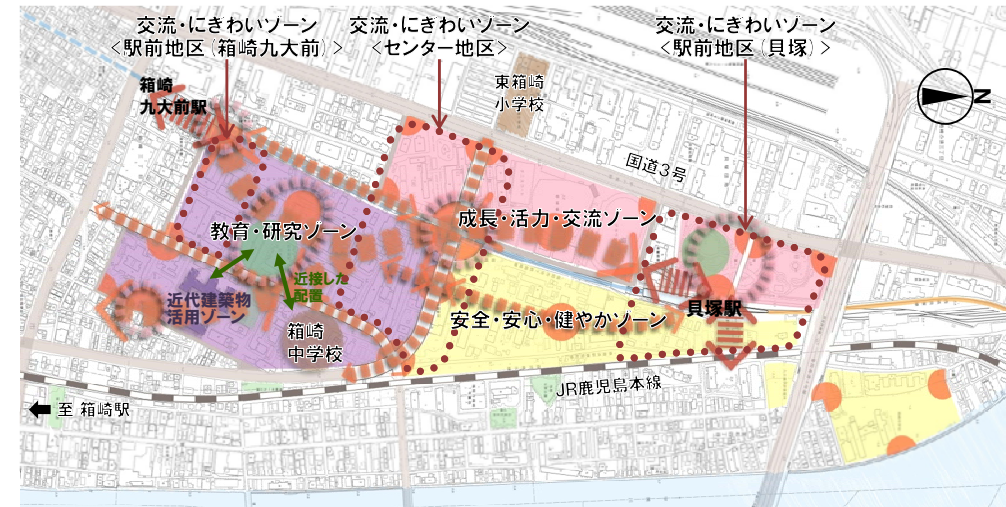 交流・にぎわいゾーン
<駅前地区(箱崎九大前)>
交流・にぎわいゾーン
<センター地区>
交流・にぎわいゾーン
<駅前地区(貝塚)>
箱崎
九大前駅
東箱崎
小学校
N
国道3号
成長・活力・交流ゾーン
教育・研究ゾーン
近接した
配置
近代建築物
活用ゾーン
貝塚駅
安全・安心・健やかゾーン
箱崎
中学校
JR鹿児島本線
至 箱崎駅